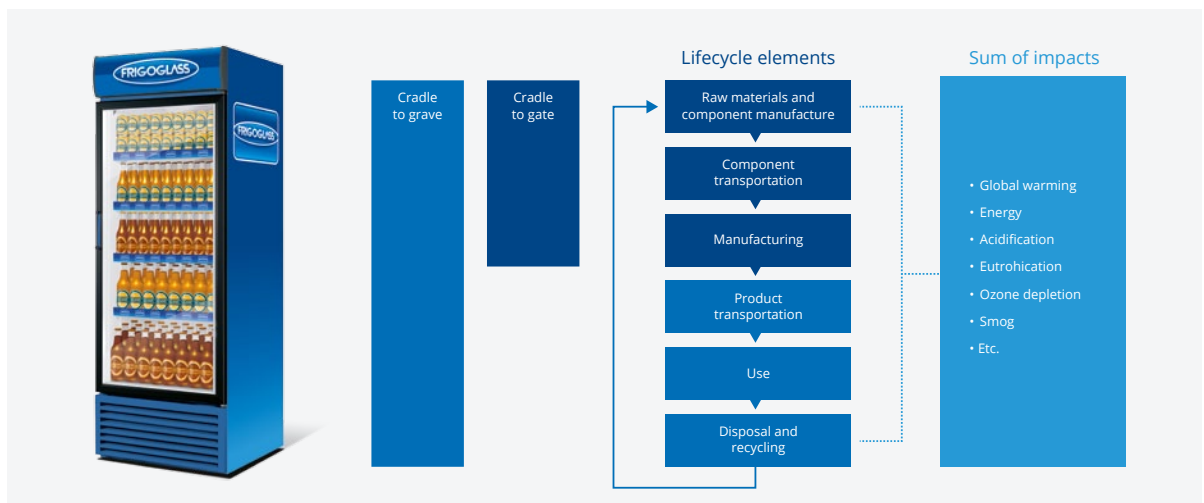 FRIGOGLASS
FRIGOGLASS
Cradle
to grave
Cradle
to gate
Lifecycle elements
Raw materials and
component manufacture
Component
transportation
Manufacturing
Product
transportation
Use
Disposal and
recycling
Sum of impacts
• Global warming
• Energy
• Acidification
• Eutrohication
• Ozone depletion
• Smog
• Etc.